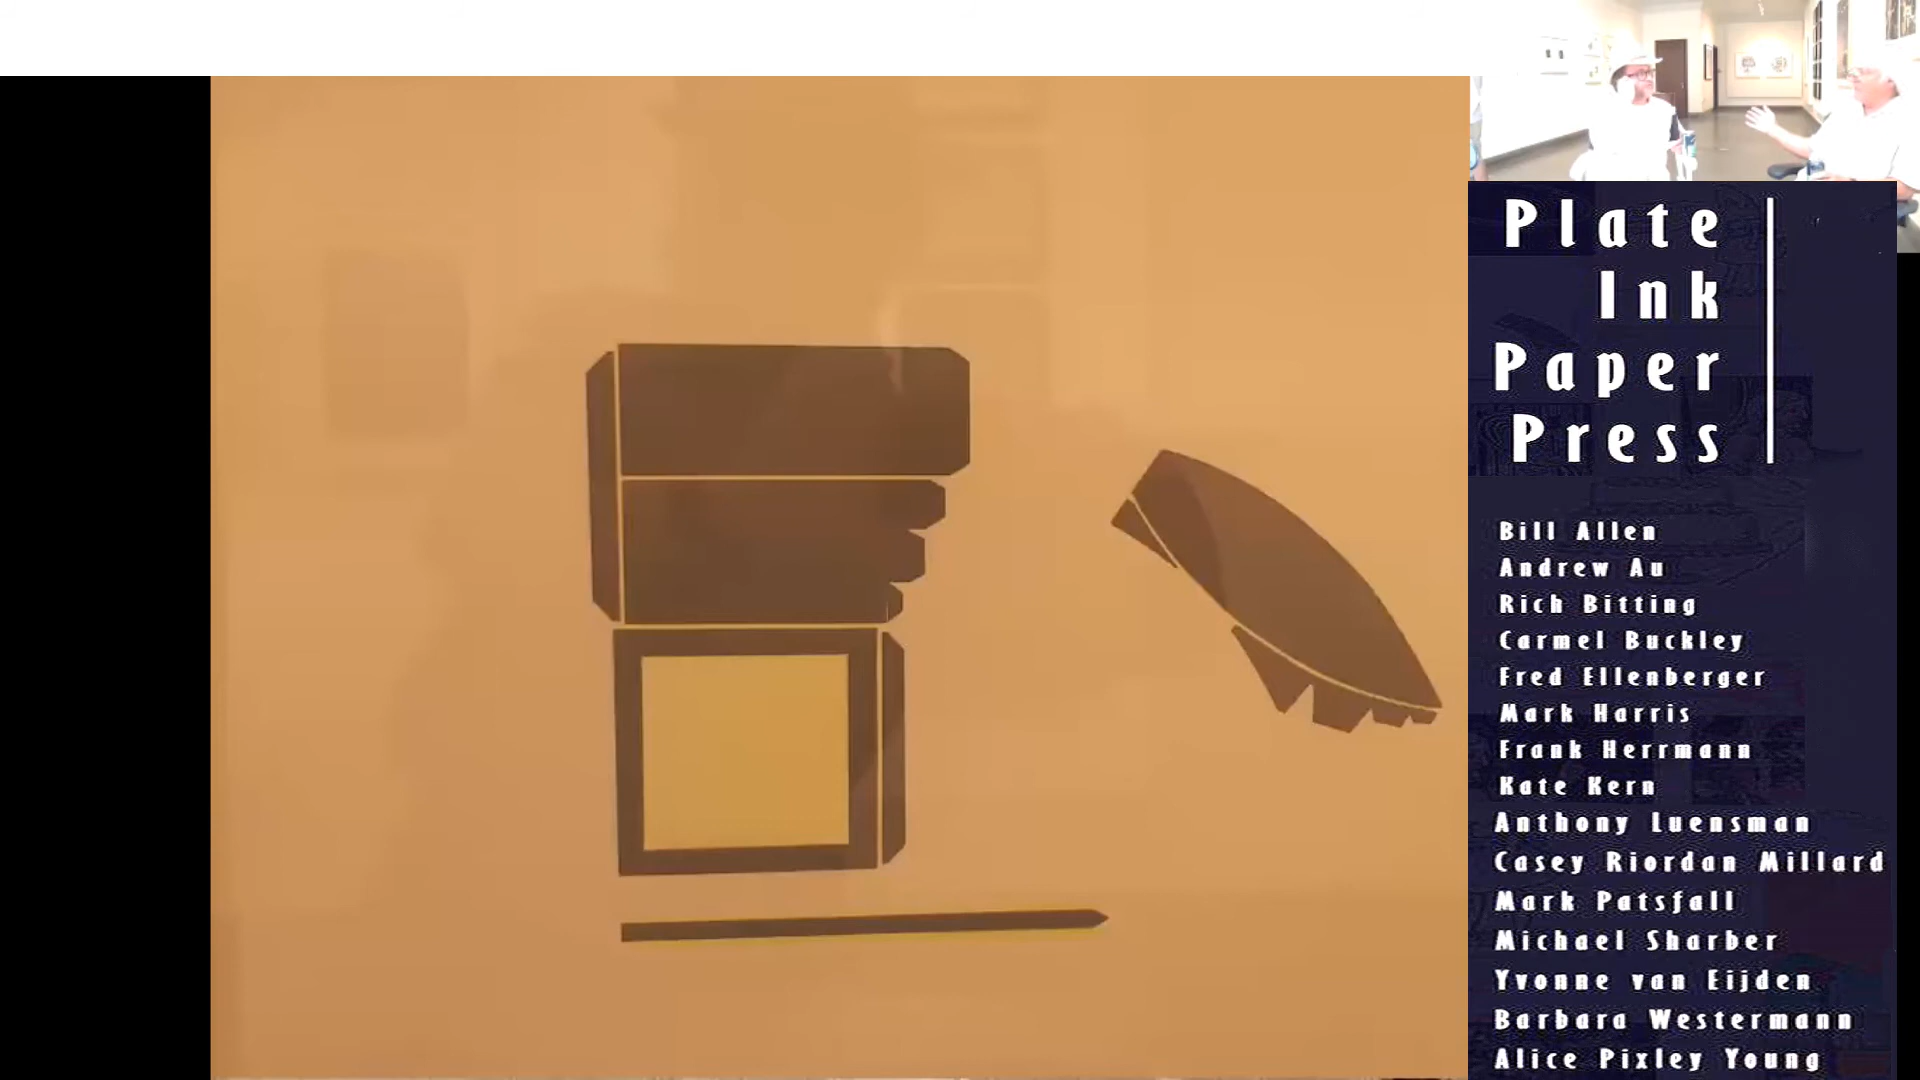 Plate
Ink
Paper
Press
Bill Allen
Andrew Au
Rich Bitting
Carmel Buckley
Fred Ellenberger
Mark Harris
Frank Herrmann
Kate Kern
Anthony Luensman
Casey Riordan Millard
Mark Patsfall
Michael Sharber
Yvonne van Eijden
Barbara Westermann
Alice Pixley Young